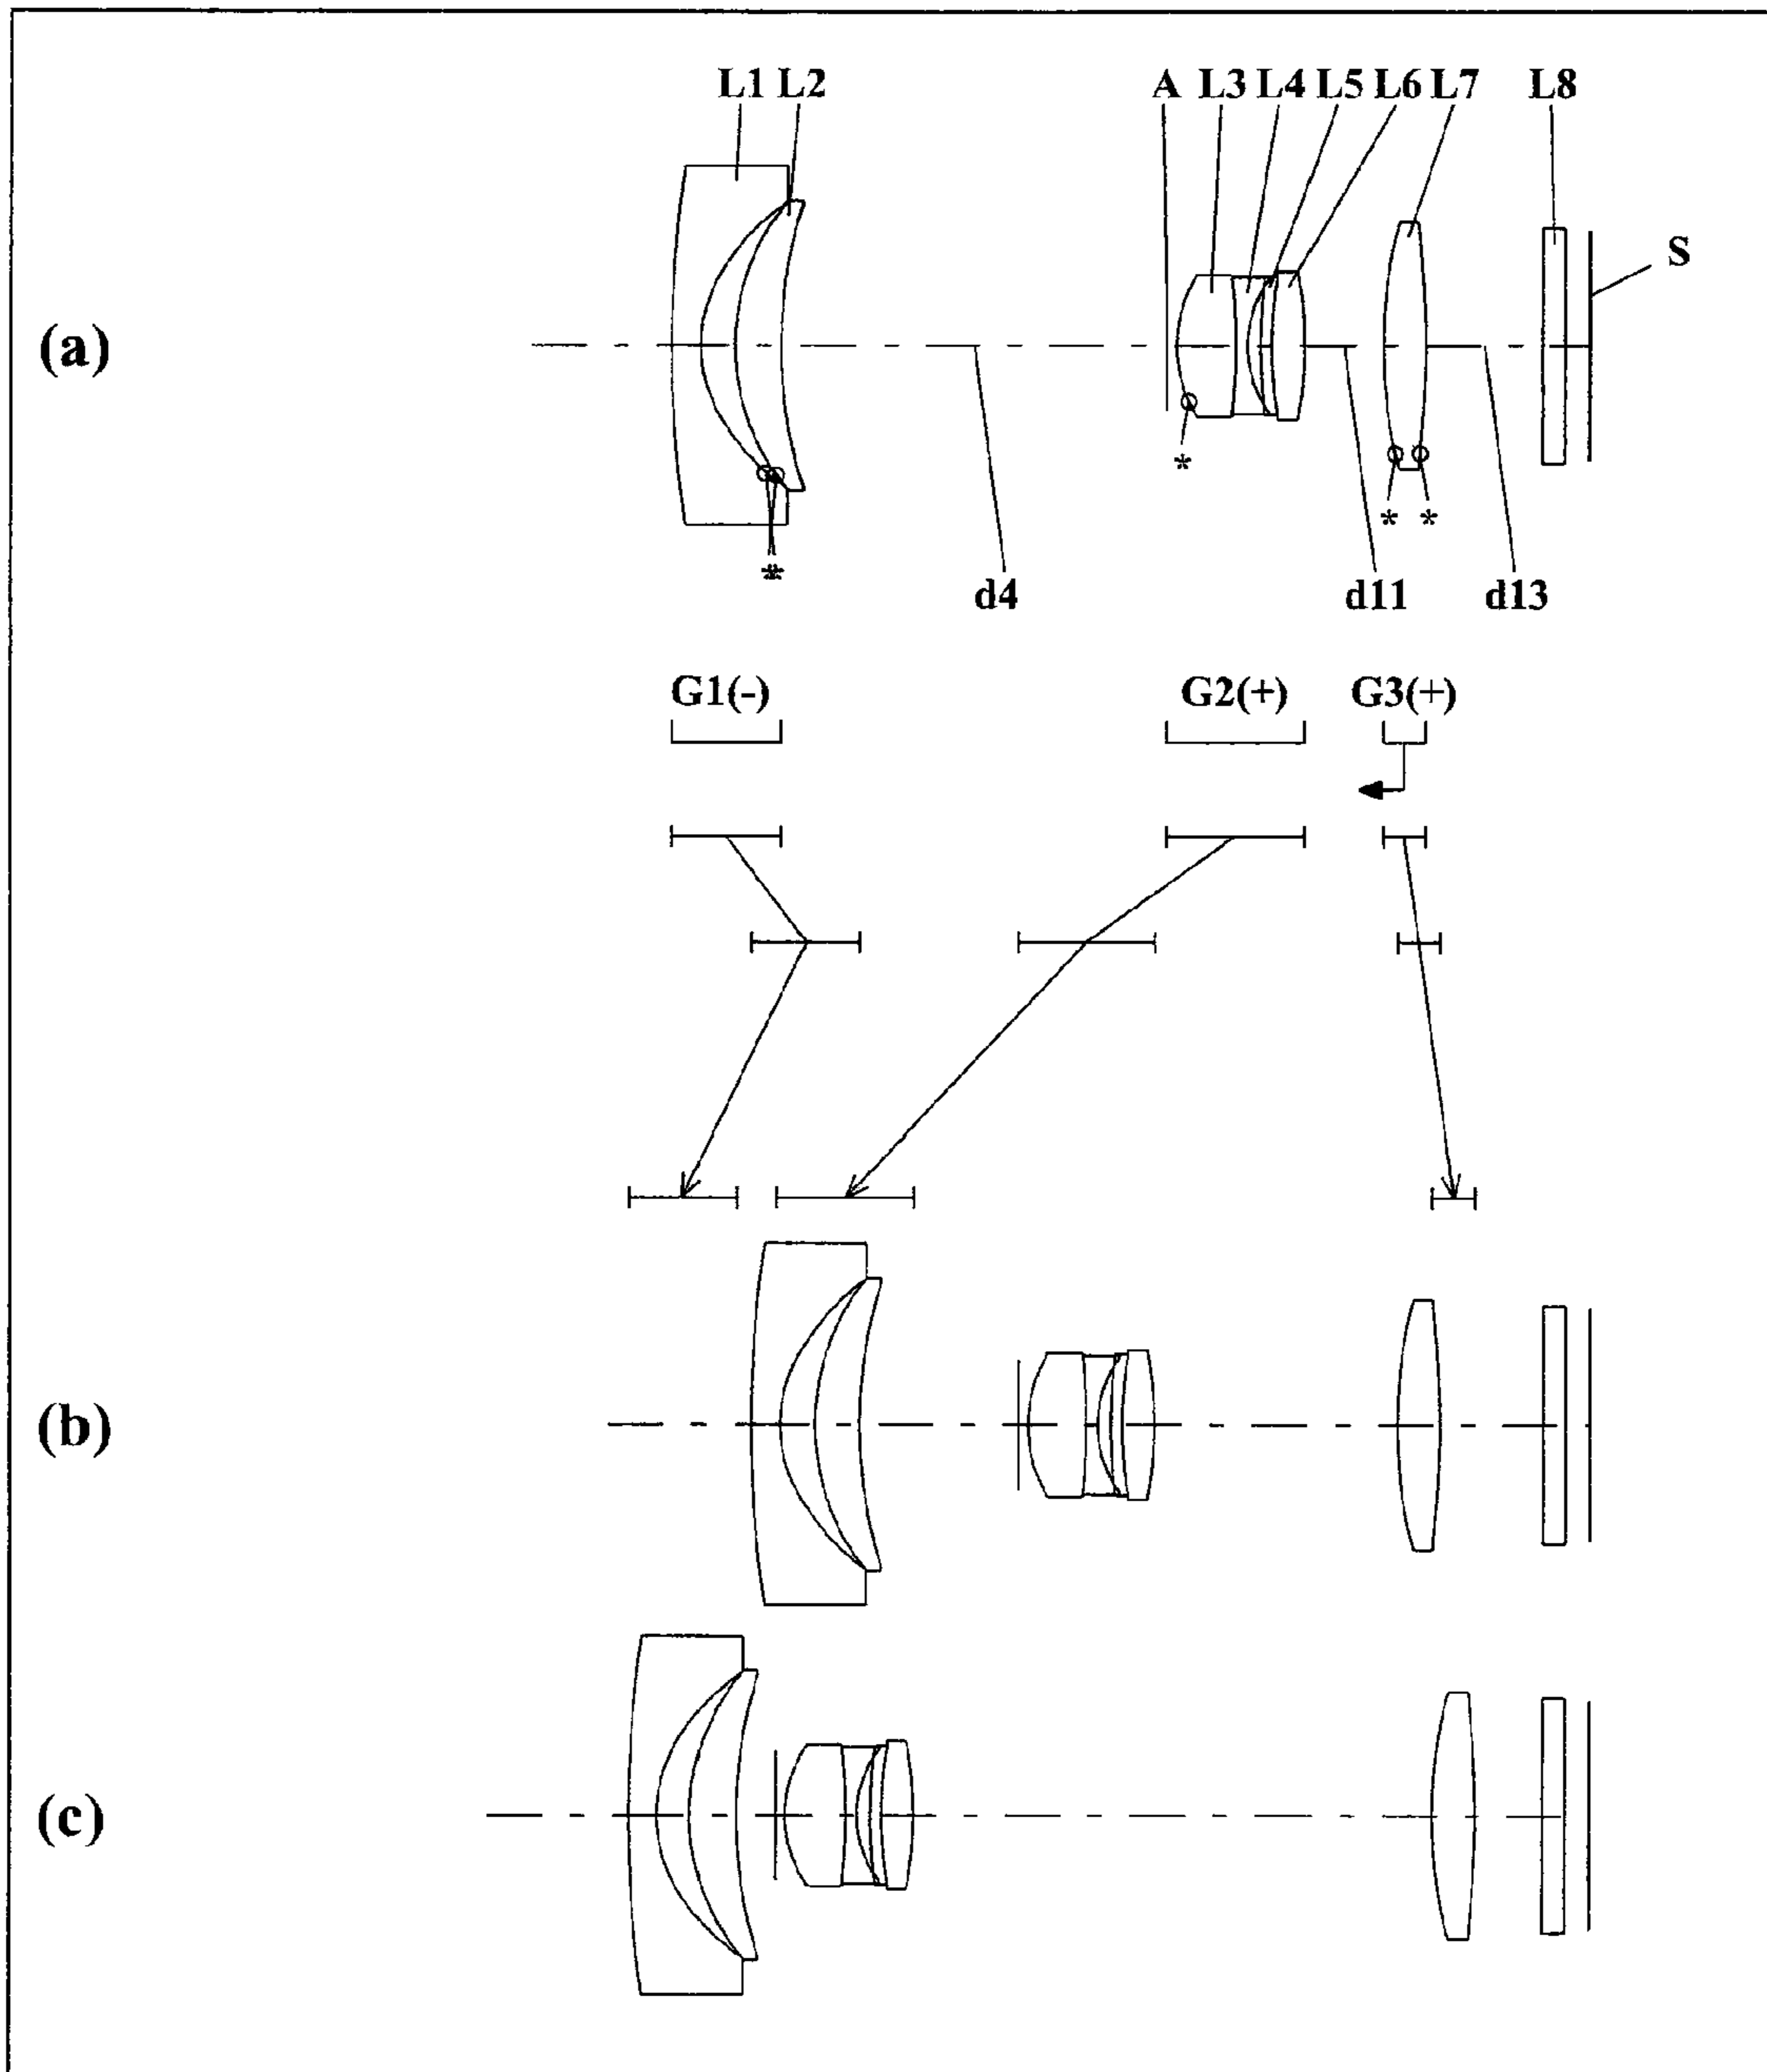 L1 L2 A L3 L4 L5 L6 L7 L8
S
(a)
*
* *
*
d4 d11 d13
G1(-) G2(+) G3(+)
(b)
(c)